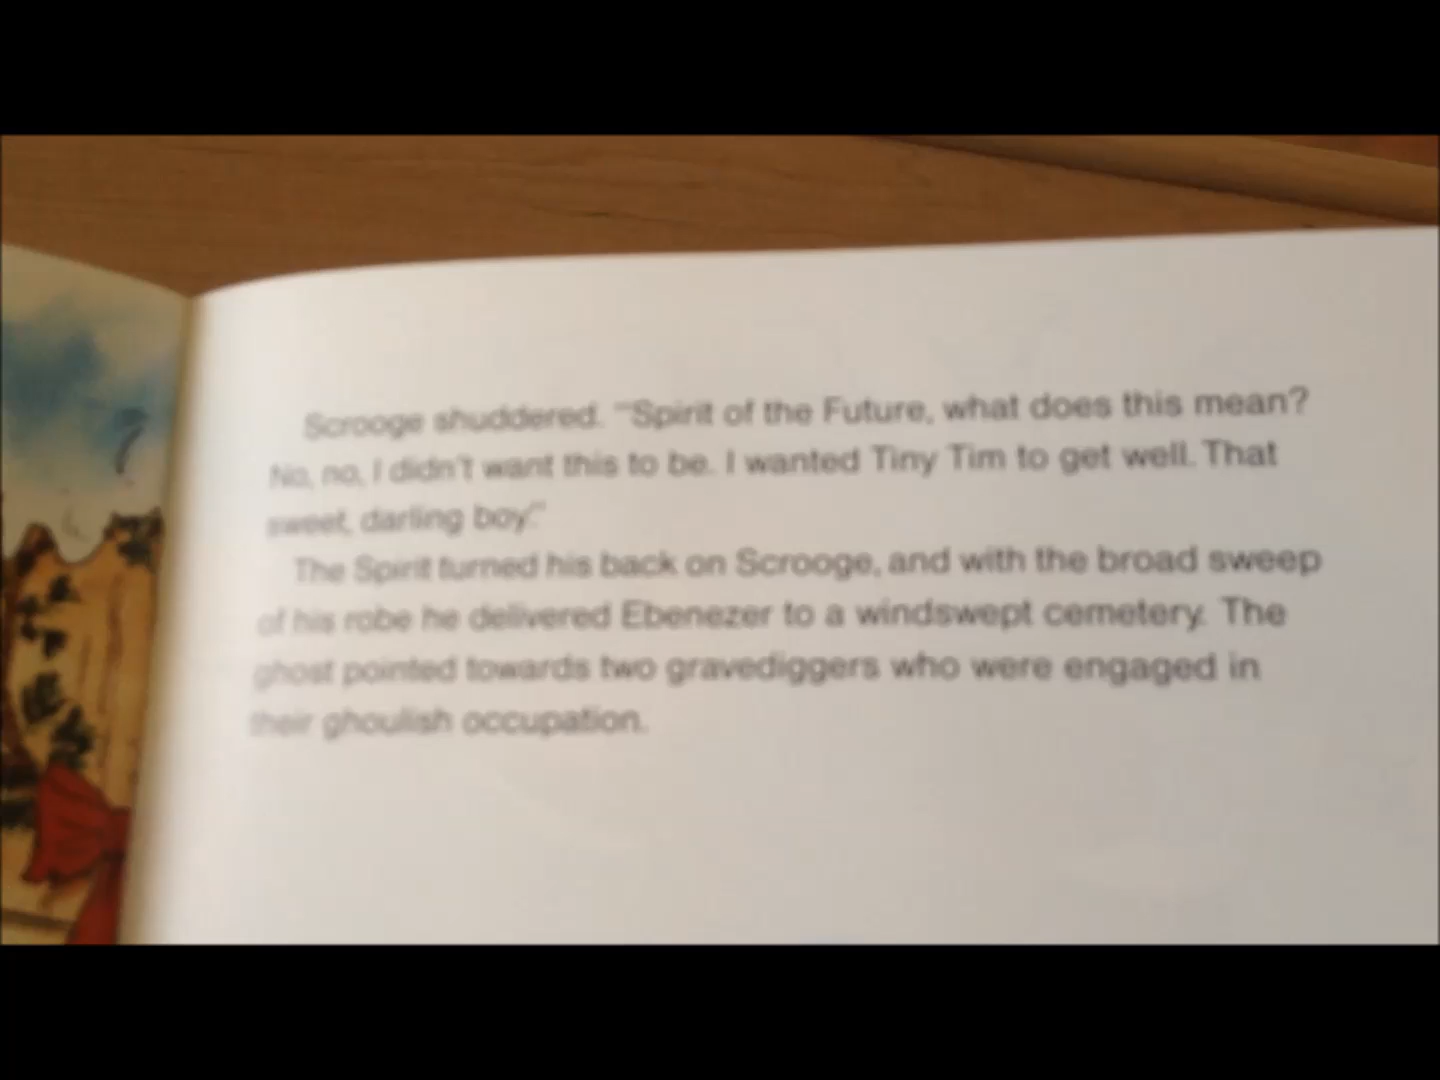 Scrooge shuddered. "Spirit of the Future, what does this mean?
No, no, I didn't want this to be. I wanted Tiny Tim to get well. That
sweet, darling boy."
The Spirit turned his back on Scrooge, and with the broad sweep
of his robe he delivered Ebenezer to a windswept cemetery. The
ghost pointed towards two gravediggers who were engaged in
their ghoulish occupation.